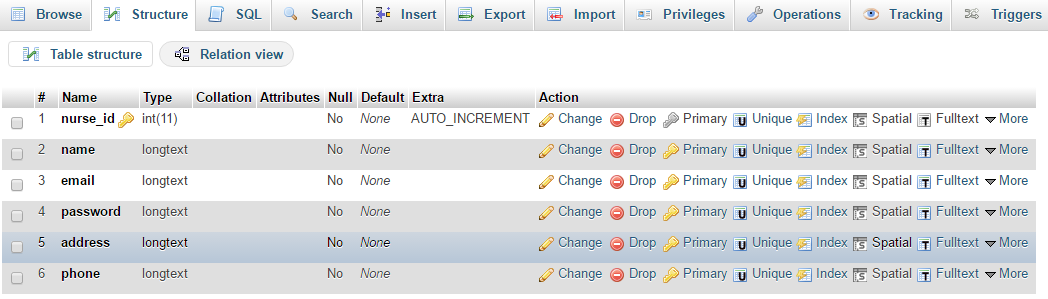 Browse Structure SQL Search Insert Export Import Privileges Operations Tracking Triggers
Table structure Relation view
# Name Type Collation Attributes Null Default Extra Action
1 nurse_id int(11) No None AUTO_INCREMENT Change Drop Primary Unique Index Spatial Fulltext More
2 name longtext No None Change Drop Primary Unique Index Spatial Fulltext More
3 email longtext No None Change Drop Primary Unique Index Spatial Fulltext More
4 password longtext No None Change Drop Primary Unique Index Spatial Fulltext More
5 address longtext No None Change Drop Primary Unique Index Spatial Fulltext More
6 phone longtext No None Change Drop Primary Unique Index Spatial Fulltext More